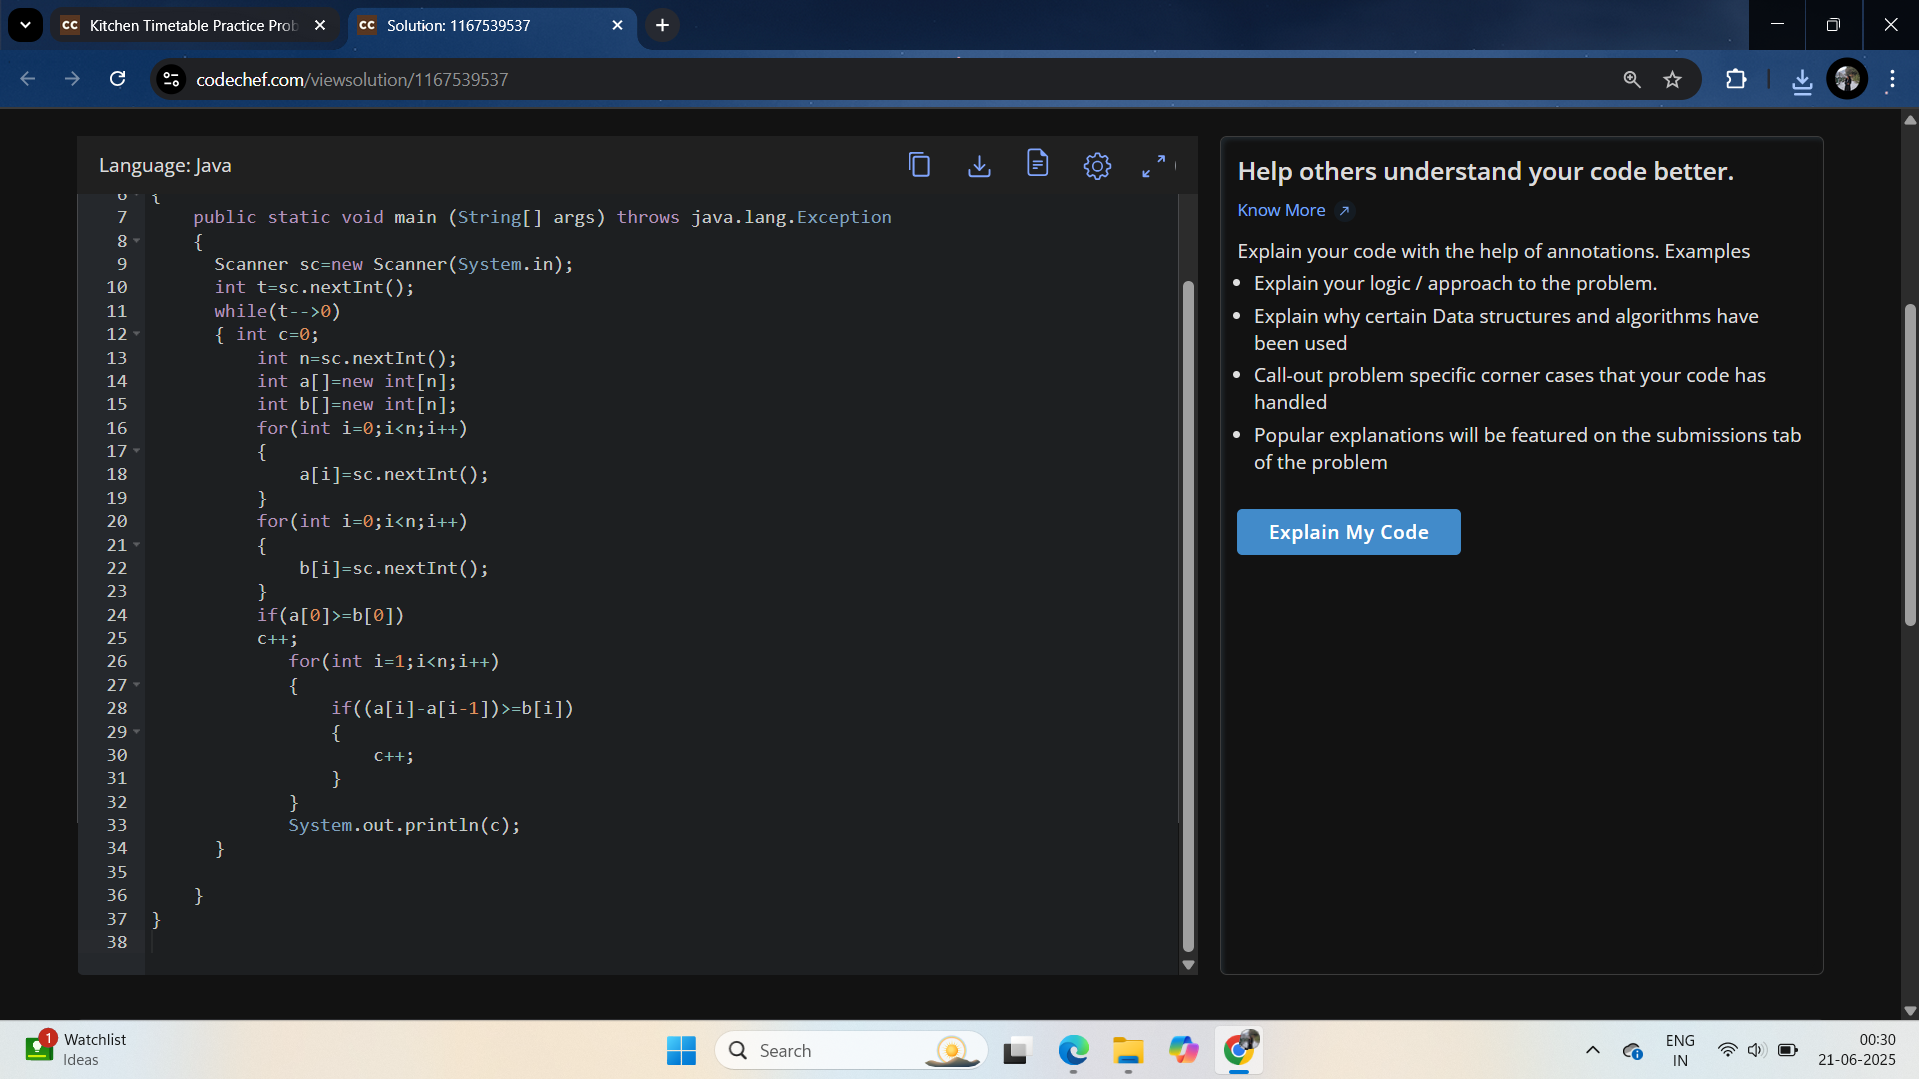 Kitchen Timetable Practice Prob
Solution: 1167539537
codechef.com/viewsolution/1167539537
Language: Java
6 {
7 public static void main (String[] args) throws java.lang.Exception
8 {
9 Scanner sc=new Scanner(System.in);
10 int t=sc.nextInt();
11 while(t-->0)
12 { int c=0;
13 int n=sc.nextInt();
14 int a[]=new int[n];
15 int b[]=new int[n];
16 for(int i=0;i<n;i++)
17 {
18 a[i]=sc.nextInt();
19 }
20 for(int i=0;i<n;i++)
21 {
22 b[i]=sc.nextInt();
23 }
24 if(a[0]>=b[0])
25 c++;
26 for(int i=1;i<n;i++)
27 {
28 if((a[i]-a[i-1])>=b[i])
29 {
30 c++;
31 }
32 }
33 System.out.println(c);
34 }
35
36 }
37 }
38
Help others understand your code better.
Know More
Explain your code with the help of annotations. Examples
• Explain your logic / approach to the problem.
• Explain why certain Data structures and algorithms have
been used
• Call-out problem specific corner cases that your code has
handled
• Popular explanations will be featured on the submissions tab
of the problem
Explain My Code
1
Watchlist
Ideas
Search
ENG
IN
00:30
21-06-2025